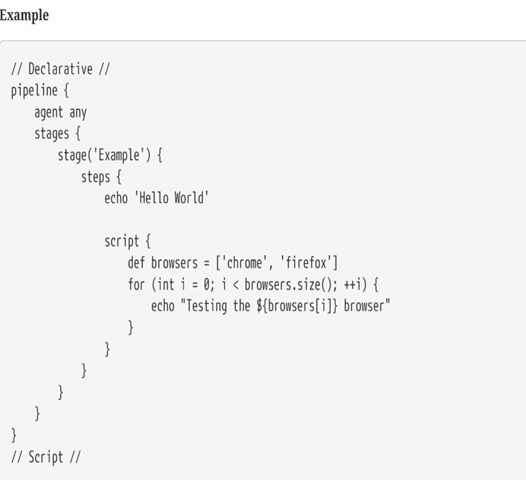 Example
// Declarative //
pipeline {
    agent any
    stages {
        stage('Example') {
            steps {
                echo 'Hello World'

                script {
                    def browsers = ['chrome', 'firefox']
                    for (int i = 0; i < browsers.size(); ++i) {
                        echo "Testing the ${browsers[i]} browser"
                    }
                }
            }
        }
    }
}
// Script //